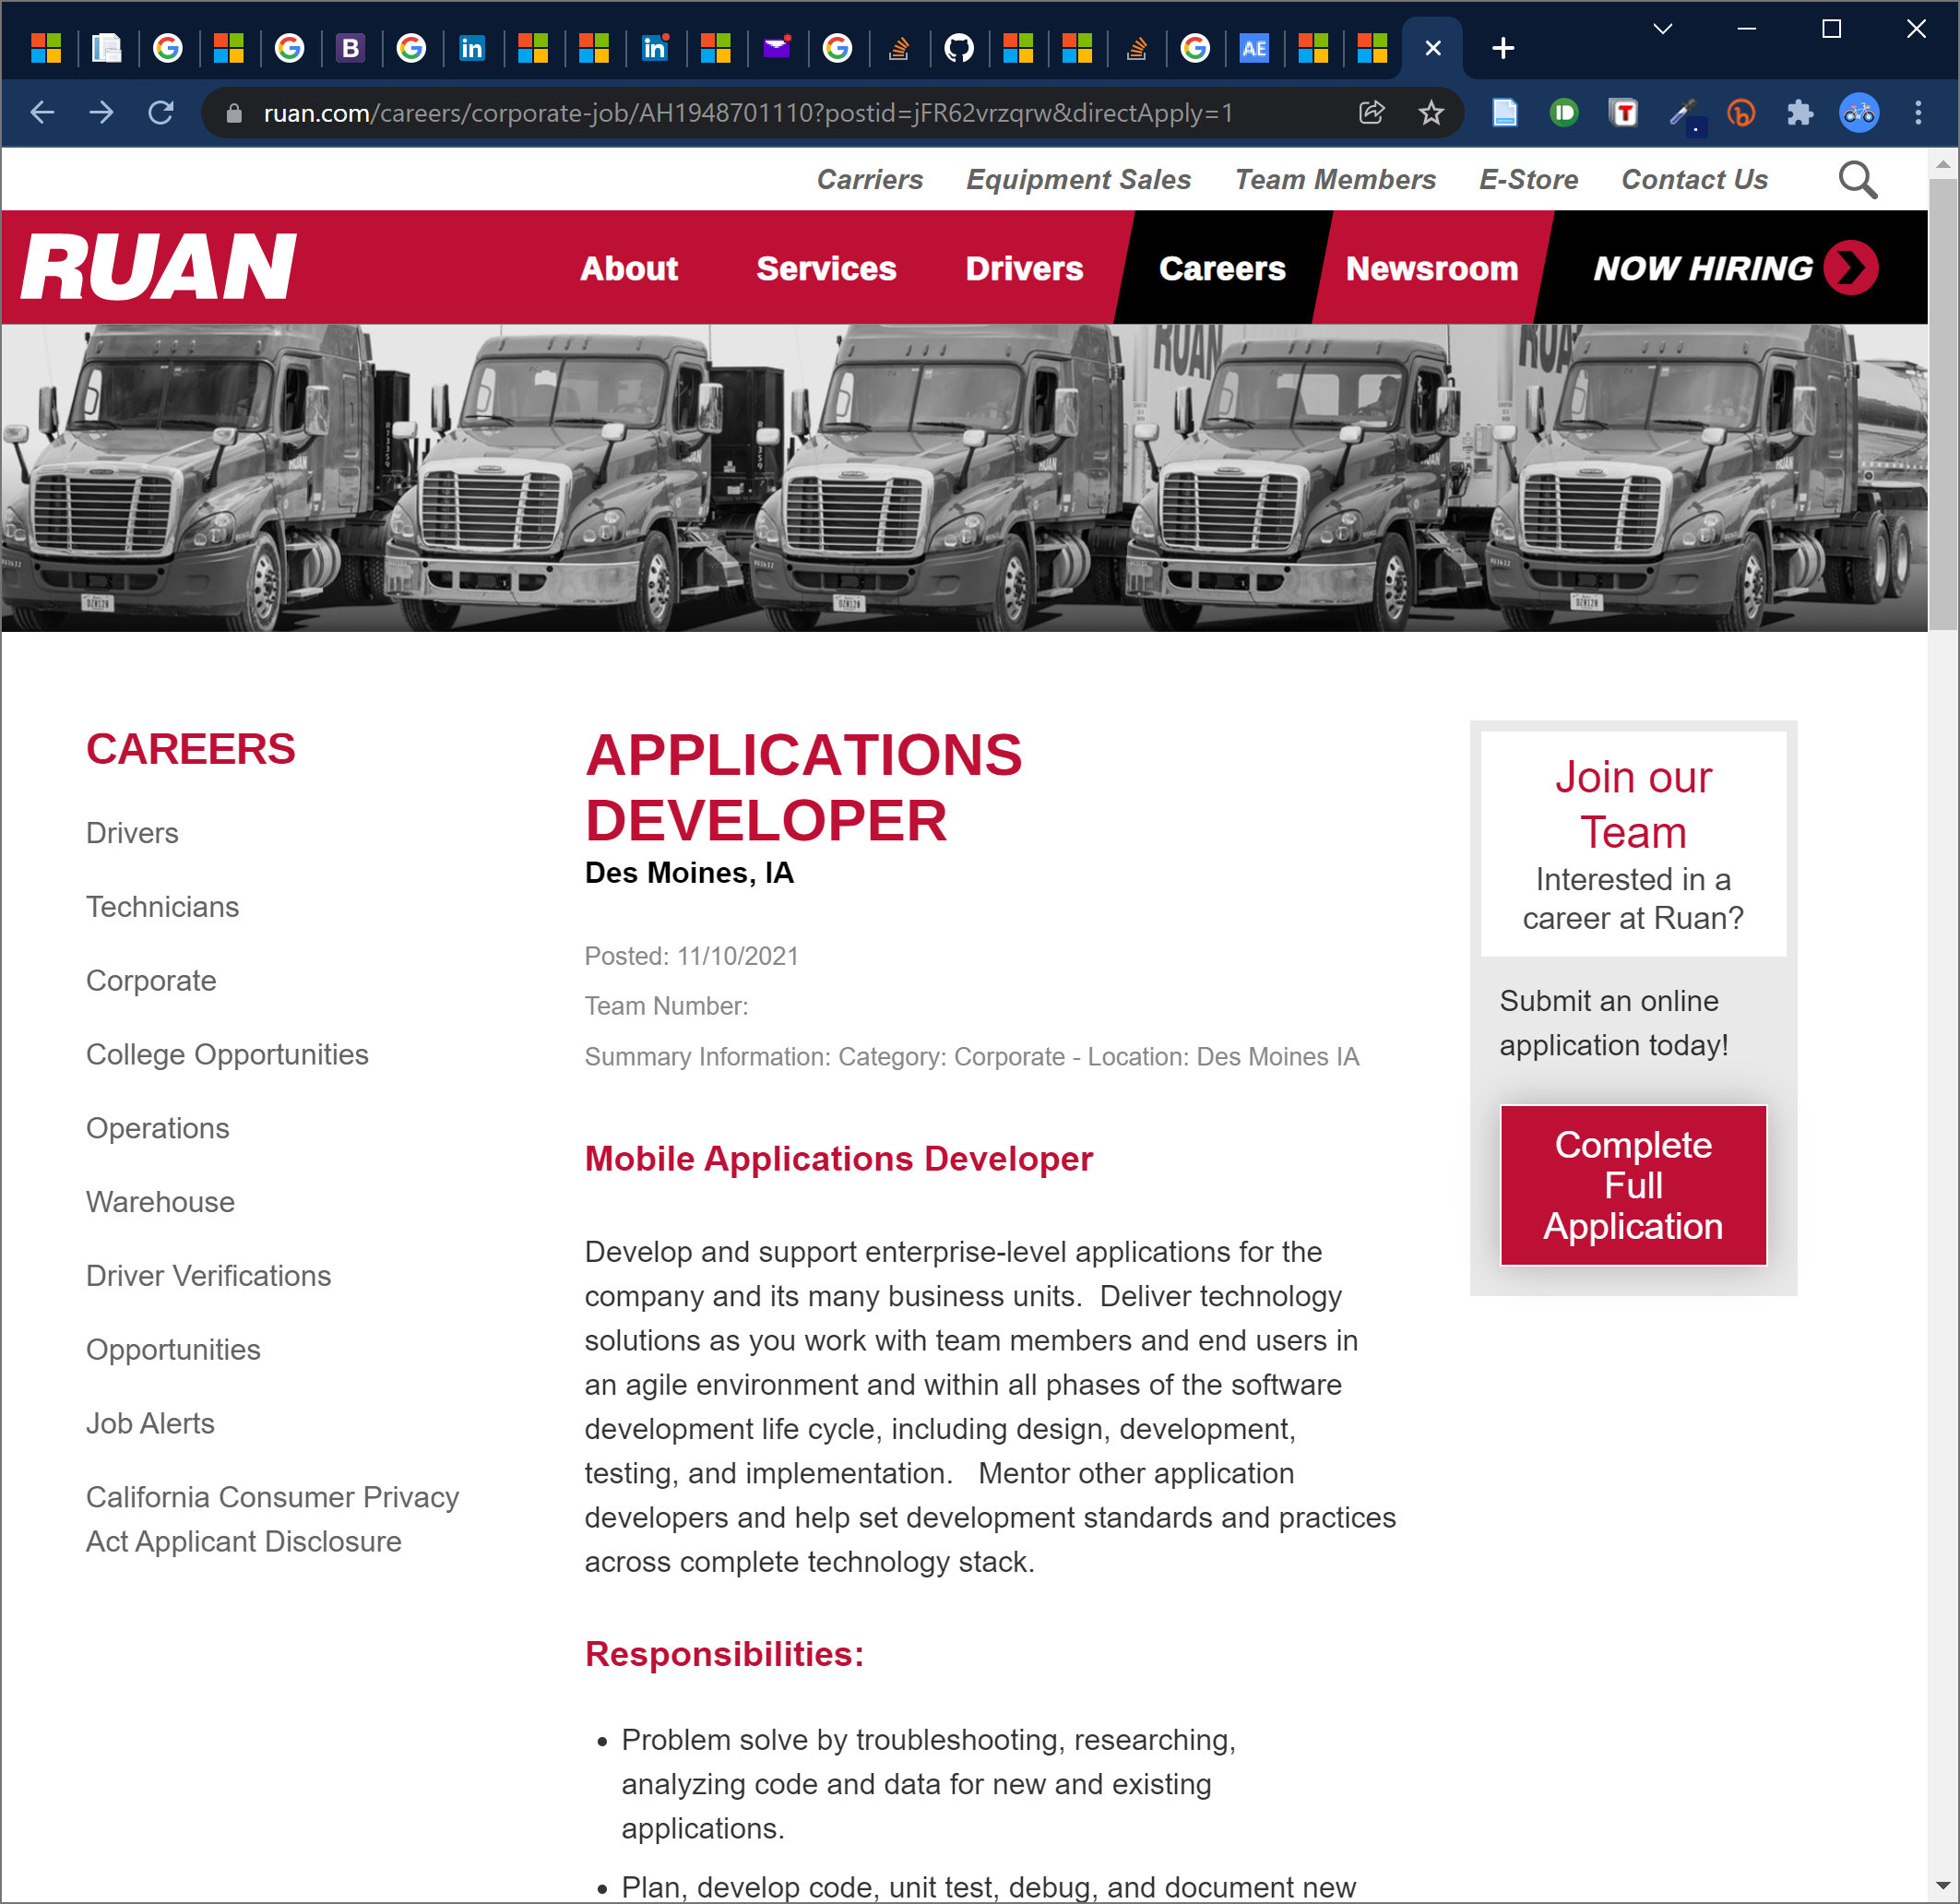 ruan.com/careers/corporate-job/AH1948701110?postid=jFR62vrzqrw&directApply=1
Carriers Equipment Sales Team Members E-Store Contact Us
RUAN About Services Drivers Careers Newsroom NOW HIRING
RUAN
CAREERS
Drivers
Technicians
Corporate
College Opportunities
Operations
Warehouse
Driver Verifications
Opportunities
Job Alerts
California Consumer Privacy
Act Applicant Disclosure
APPLICATIONS
DEVELOPER
Des Moines, IA
Posted: 11/10/2021
Team Number:
Summary Information: Category: Corporate - Location: Des Moines IA
Mobile Applications Developer
Develop and support enterprise-level applications for the
company and its many business units.  Deliver technology
solutions as you work with team members and end users in
an agile environment and within all phases of the software
development life cycle, including design, development,
testing, and implementation.   Mentor other application
developers and help set development standards and practices
across complete technology stack.
Responsibilities:
• Problem solve by troubleshooting, researching,
analyzing code and data for new and existing
applications.
• Plan, develop code, unit test, debug, and document new
Join our
Team
Interested in a
career at Ruan?
Submit an online
application today!
Complete
Full
Application